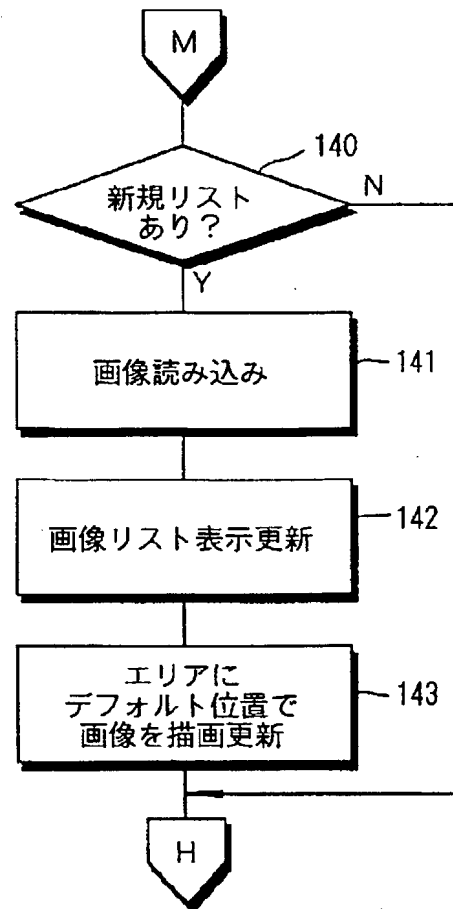 M
140
新規リスト
あり？
N
Y
画像読み込み
141
画像リスト表示更新
142
エリアに
デフォルト位置で
画像を描画更新
143
H